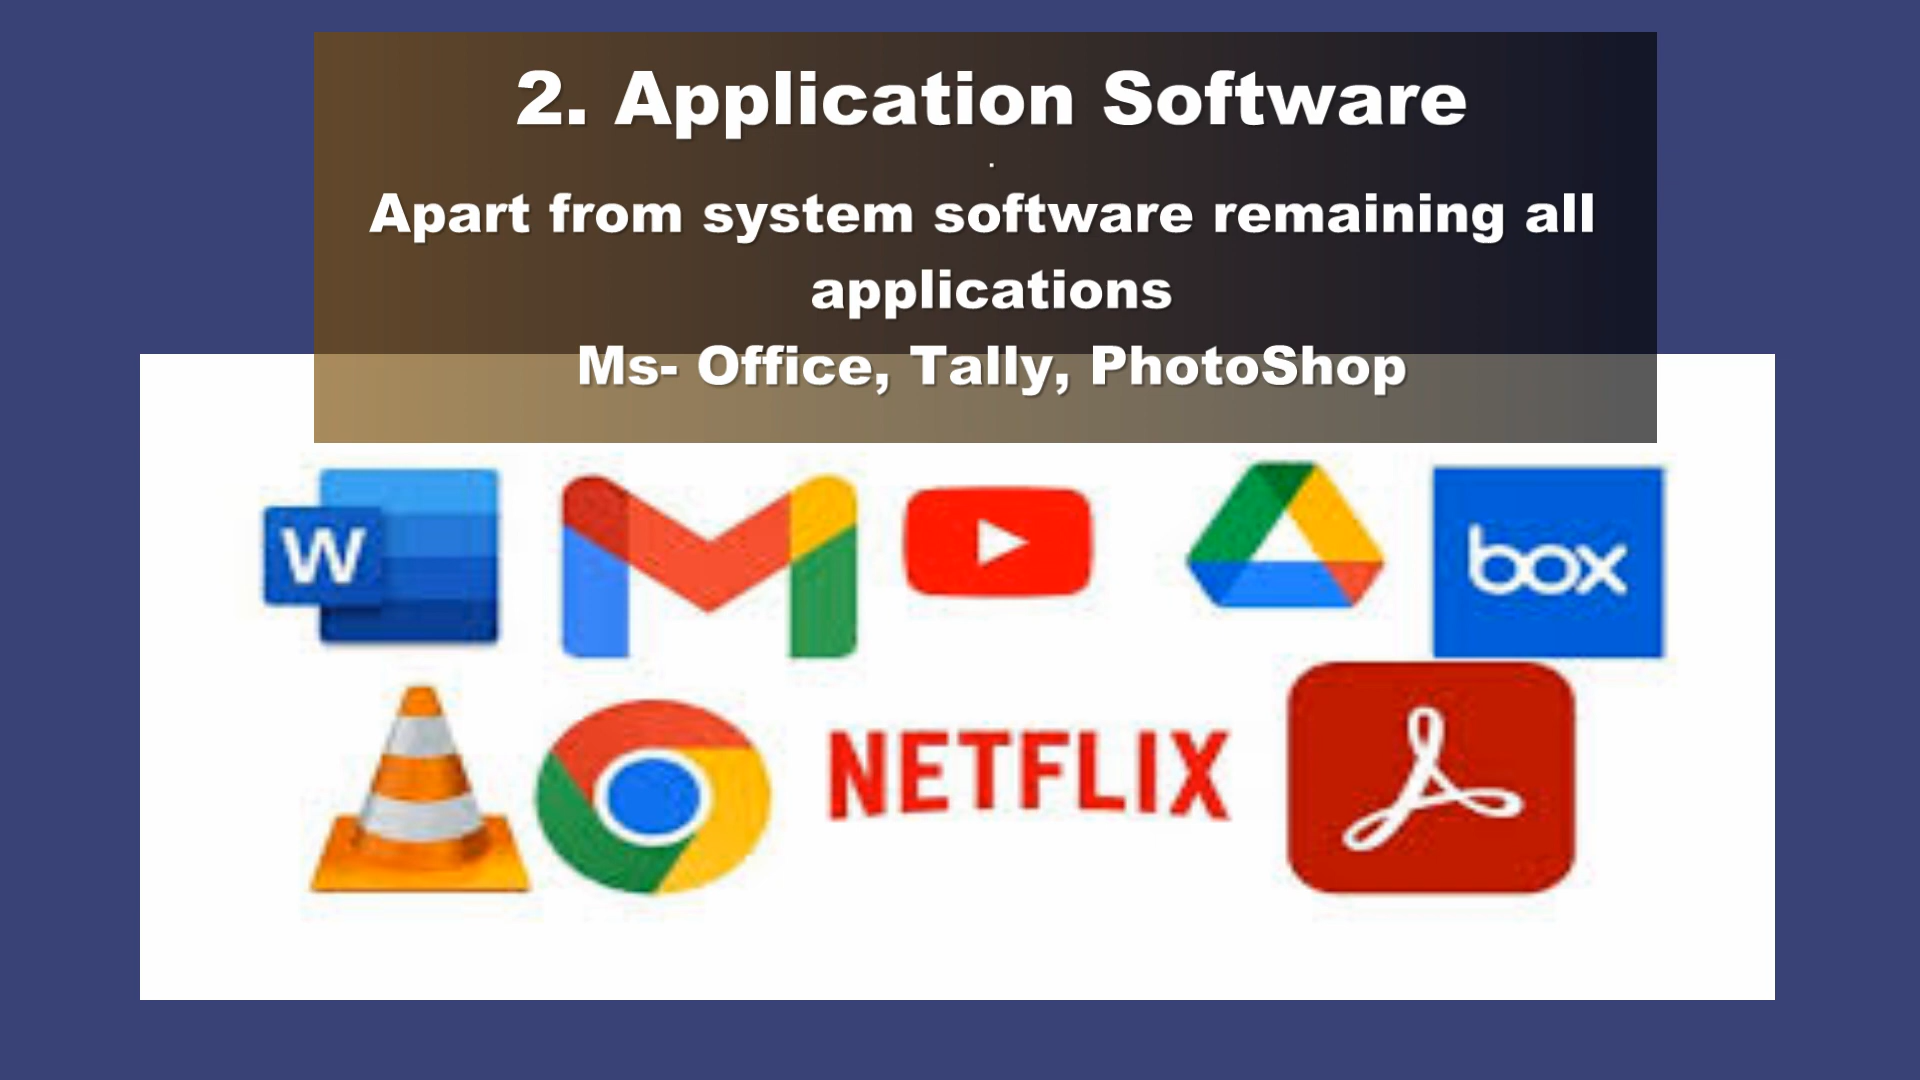 2. Application Software
.
Apart from system software remaining all
applications
Ms- Office, Tally, PhotoShop
W
box
NETFLIX